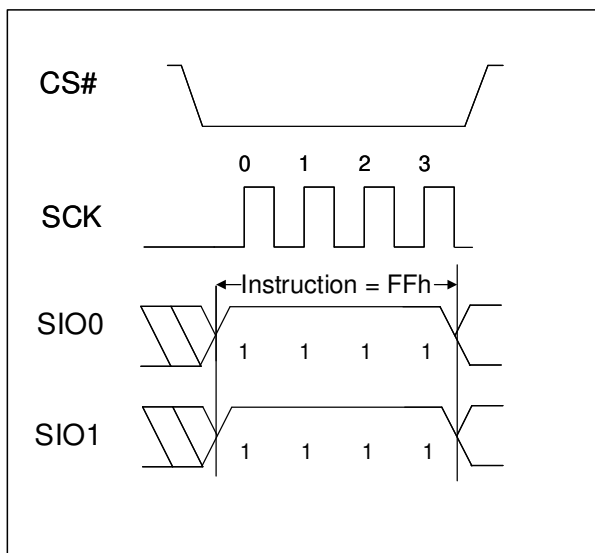 CS#
0 1 2 3
SCK
Instruction = FFh
SIO0
1 1 1 1
SIO1
1 1 1 1